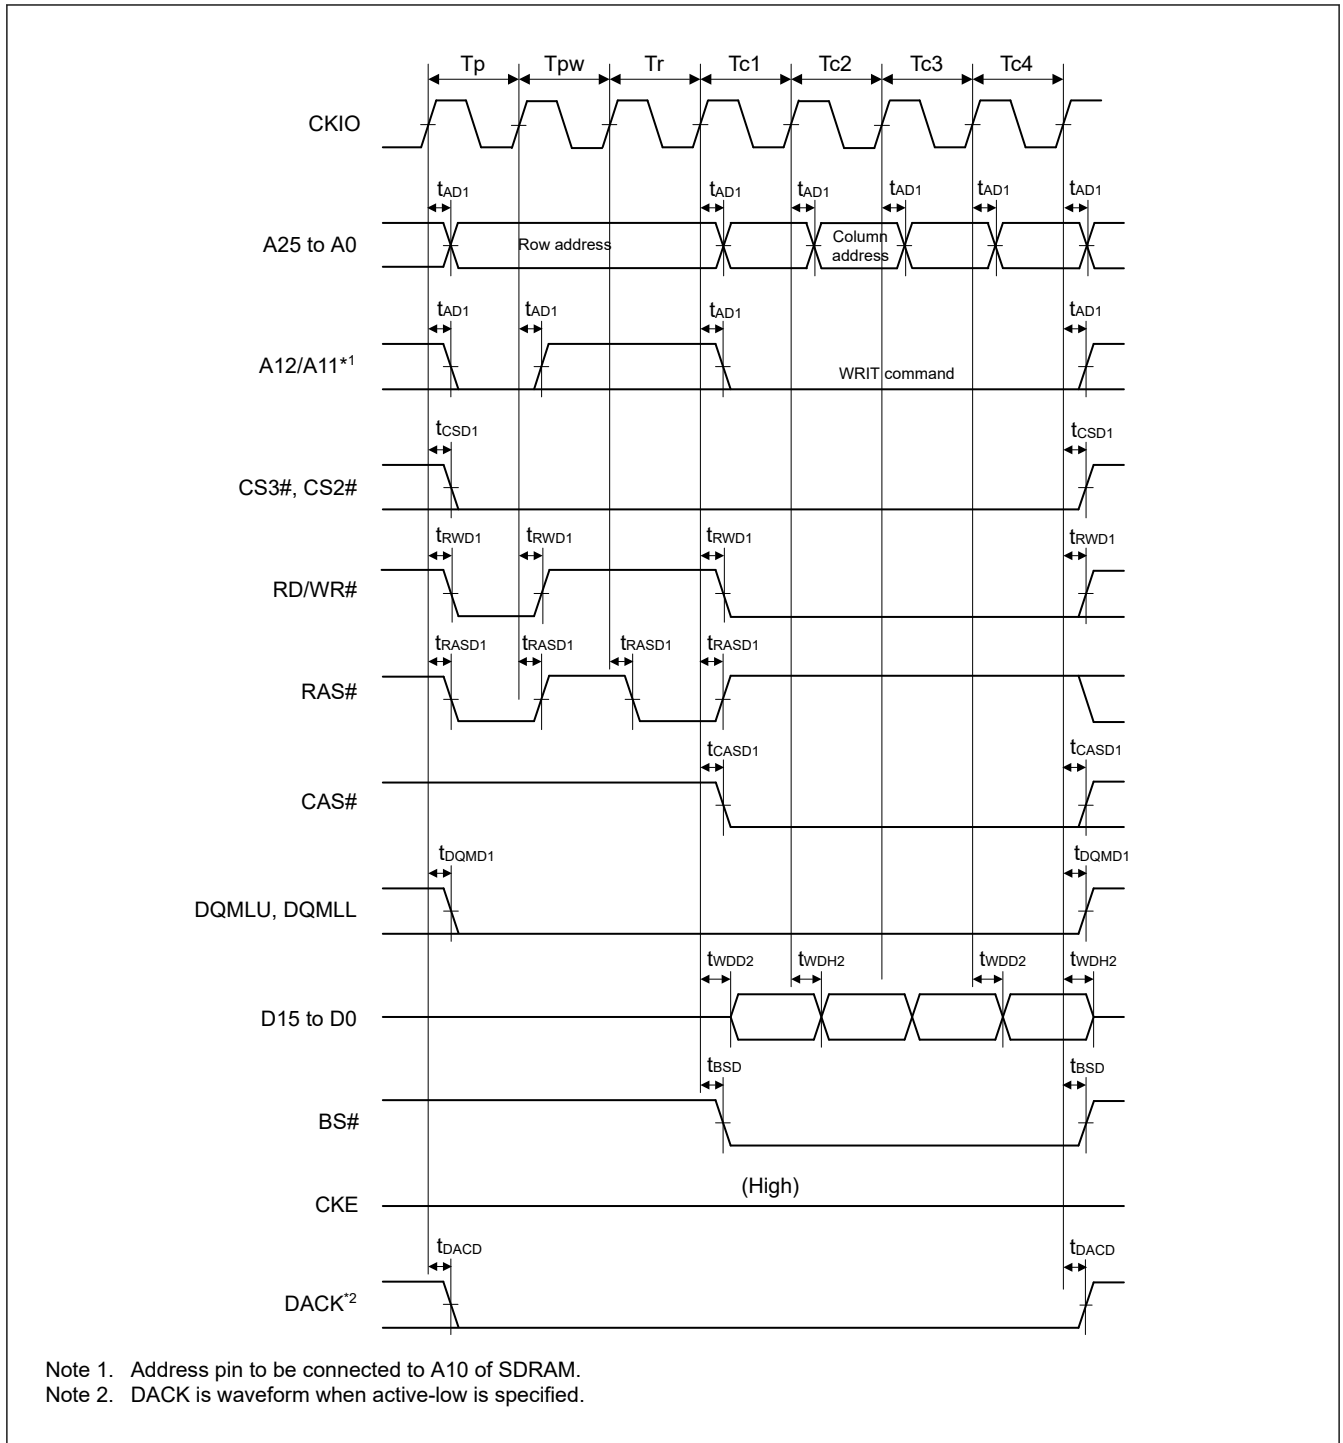 Tp Tpw Tr Tc1 Tc2 Tc3 Tc4
CKIO
tAD1 tAD1 tAD1 tAD1 tAD1 tAD1
A25 to A0
Row address
Column
address
tAD1 tAD1 tAD1 tAD1
A12/A11*1
WRIT command
tCSD1 tCSD1
CS3#, CS2#
tRWD1 tRWD1 tRWD1 tRWD1
RD/WR#
tRASD1 tRASD1 tRASD1 tRASD1
RAS#
tCASD1 tCASD1
CAS#
tDQMD1 tDQMD1
DQMLU, DQMLL
tWDD2 tWDH2 tWDD2 tWDH2
D15 to D0
tBSD tBSD
BS#
(High)
CKE
tDACD tDACD
DACK*2
Note 1. Address pin to be connected to A10 of SDRAM.
Note 2. DACK is waveform when active-low is specified.